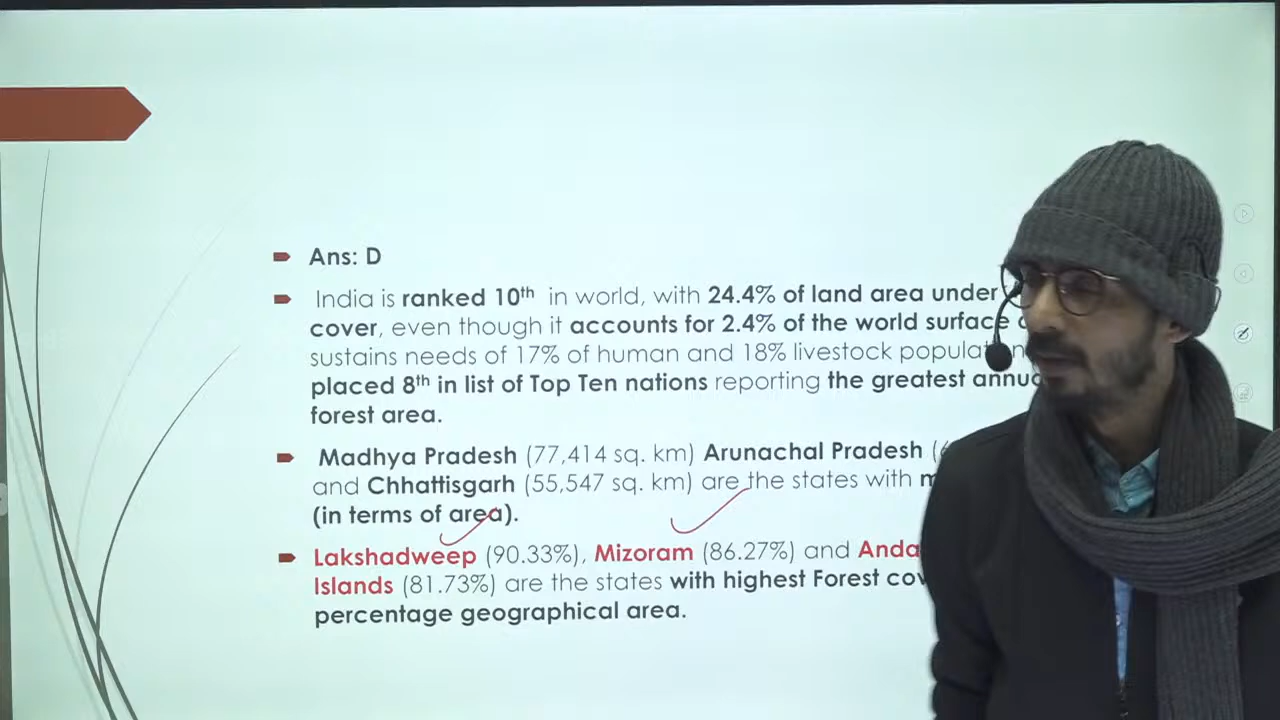 Ans: D
India is ranked 10th in world, with 24.4% of land area under
cover, even though it accounts for 2.4% of the world surface
sustains needs of 17% of human and 18% livestock
placed 8th in list of Top Ten nations reporting the greatest
forest area.
Madhya Pradesh (77,414 sq. km) Arunachal Pradesh (
and Chhattisgarh (55,547 sq. km) are the states with
(in terms of area).
Lakshadweep (90.33%), Mizoram (86.27%) and
Islands (81.73%) are the states with highest Forest
percentage geographical area.